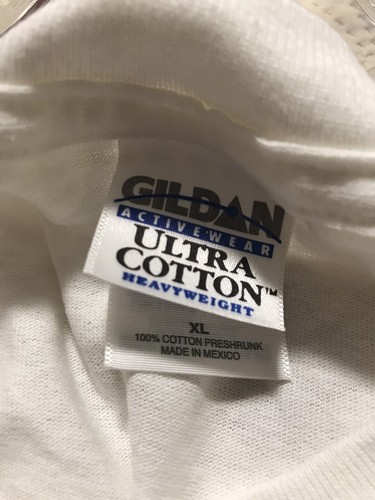 GILDAN
ACTIVEWEAR
ULTRA
COTTON™
HEAVYWEIGHT
XL
100% COTTON PRESHRUNK
MADE IN MEXICO